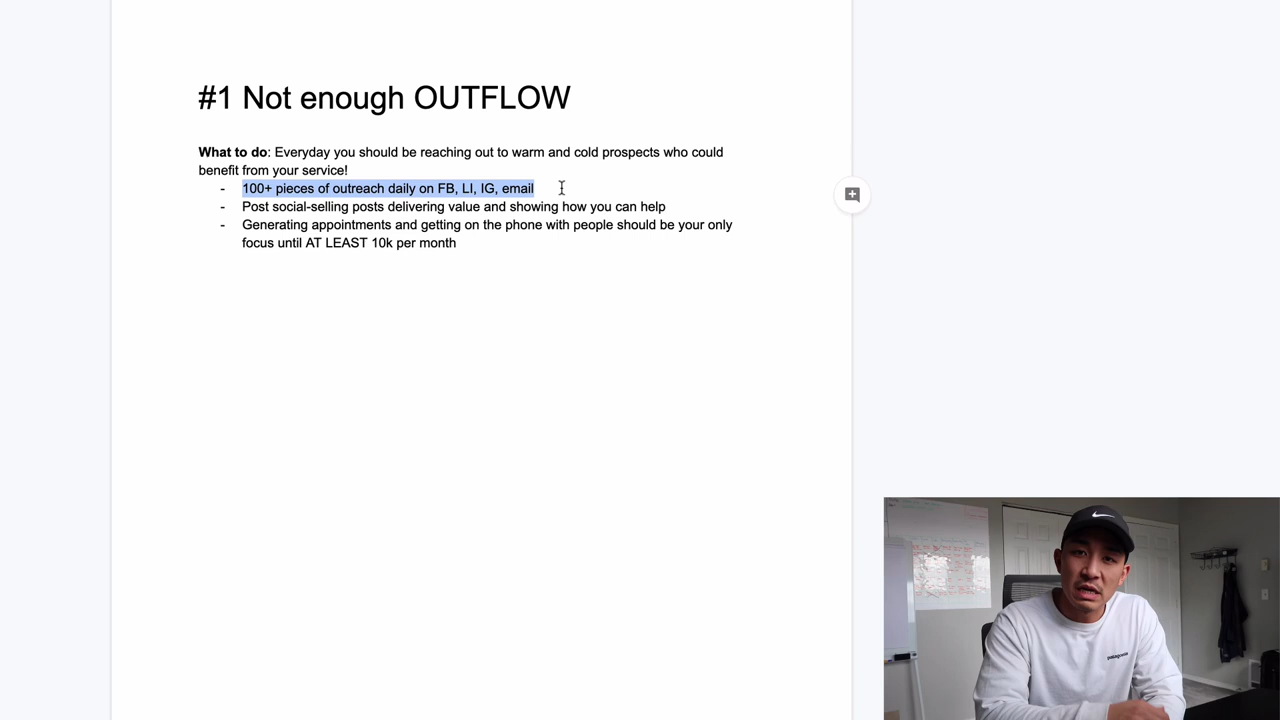 #1 Not enough OUTFLOW
What to do: Everyday you should be reaching out to warm and cold prospects who could
benefit from your service!
- 100+ pieces of outreach daily on FB, LI, IG, email
- Post social-selling posts delivering value and showing how you can help
- Generating appointments and getting on the phone with people should be your only
focus until AT LEAST 10k per month
patagonia